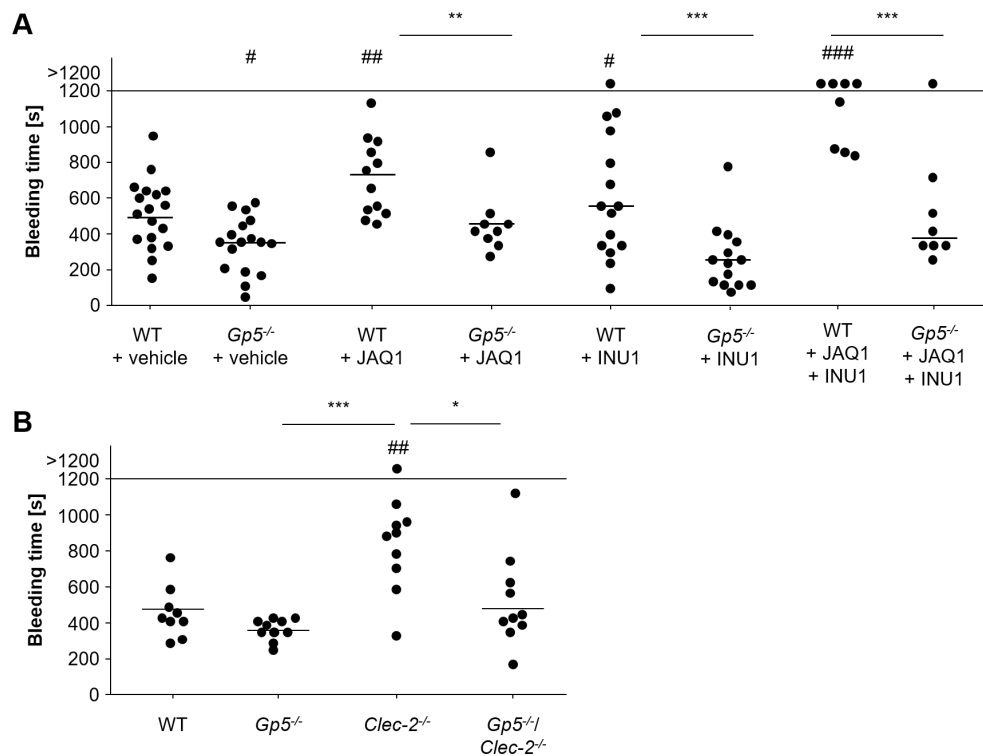 A
** *** ***
# ## # ###
>1200
1200
1000
800
600
400
200
0
Bleeding time [s]
WT Gp5-/- WT Gp5-/- WT Gp5-/- WT Gp5-/-
+ vehicle + vehicle + JAQ1 + JAQ1 + INU1 + INU1 + JAQ1 + JAQ1
+ INU1 + INU1
B
*** *
##
>1200
1200
1000
800
600
400
200
0
Bleeding time [s]
WT Gp5-/- Clec-2-/- Gp5-/-/
Clec-2-/-